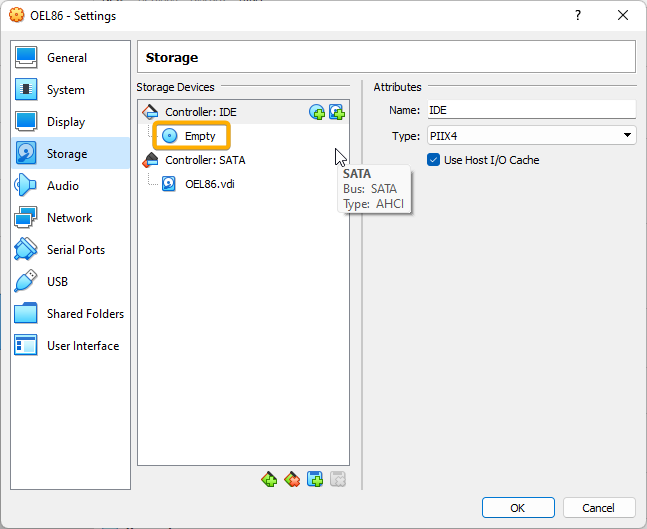 OEL86 - Settings
General
System
Display
Storage
Audio
Network
Serial Ports
USB
Shared Folders
User Interface
Storage
Storage Devices
Controller: IDE
Empty
Controller: SATA
OEL86.vdi
SATA
Bus: SATA
Type: AHCI
Attributes
Name: IDE
Type: PIIX4
Use Host I/O Cache
OK
Cancel